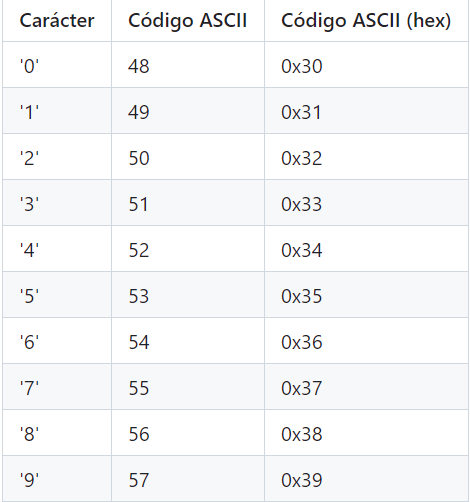 Carácter Código ASCII Código ASCII (hex)
'0' 48 0x30
'1' 49 0x31
'2' 50 0x32
'3' 51 0x33
'4' 52 0x34
'5' 53 0x35
'6' 54 0x36
'7' 55 0x37
'8' 56 0x38
'9' 57 0x39